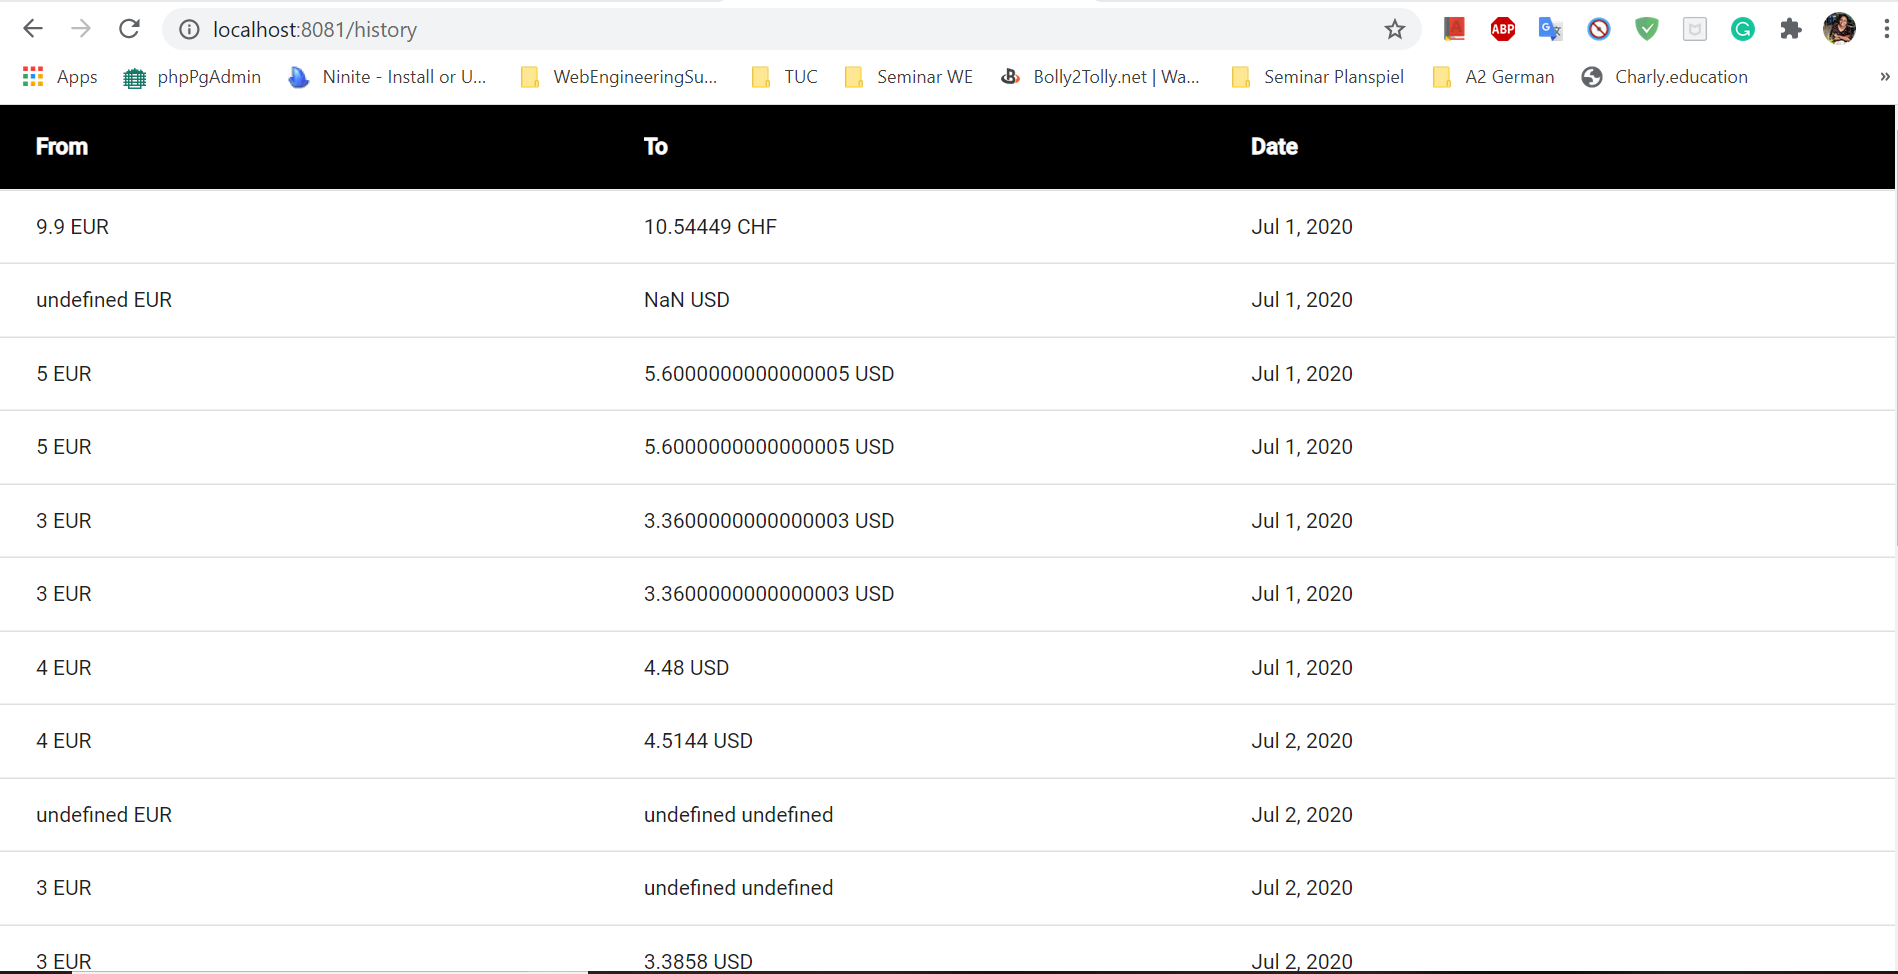 localhost:8081/history
ABP
Apps phpPgAdmin Ninite - Install or U... WebEngineeringSu... TUC Seminar WE Bolly2Tolly.net | Wa... Seminar Planspiel A2 German Charly.education »
From To Date
9.9 EUR 10.54449 CHF Jul 1, 2020
undefined EUR NaN USD Jul 1, 2020
5 EUR 5.6000000000000005 USD Jul 1, 2020
5 EUR 5.6000000000000005 USD Jul 1, 2020
3 EUR 3.3600000000000003 USD Jul 1, 2020
3 EUR 3.3600000000000003 USD Jul 1, 2020
4 EUR 4.48 USD Jul 1, 2020
4 EUR 4.5144 USD Jul 2, 2020
undefined EUR undefined undefined Jul 2, 2020
3 EUR undefined undefined Jul 2, 2020
3 EUR 3.3858 USD Jul 2, 2020